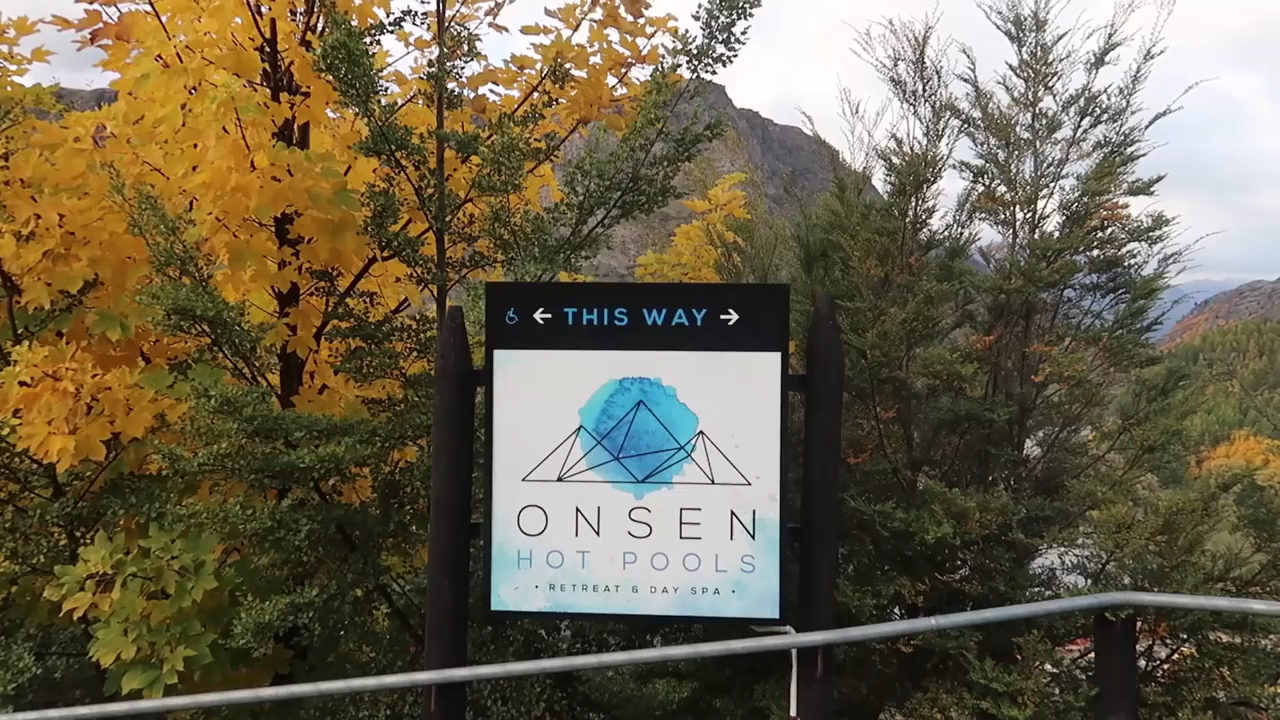 ← THIS WAY →
ONSEN
HOT POOLS
• RETREAT & DAY SPA •